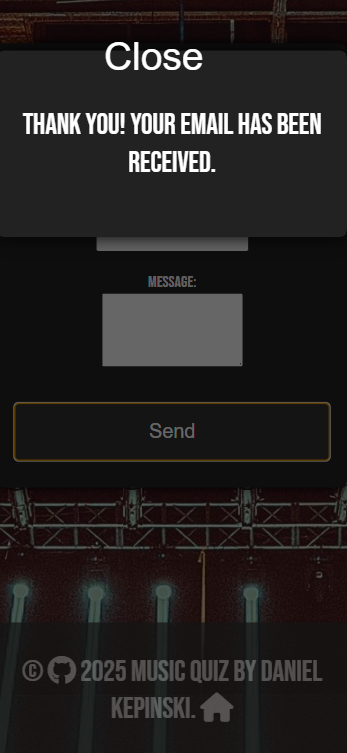 Close
THANK YOU! YOUR EMAIL HAS BEEN
RECEIVED.
MESSAGE:
Send
© 2025 MUSIC QUIZ BY DANIEL
KEPINSKI.